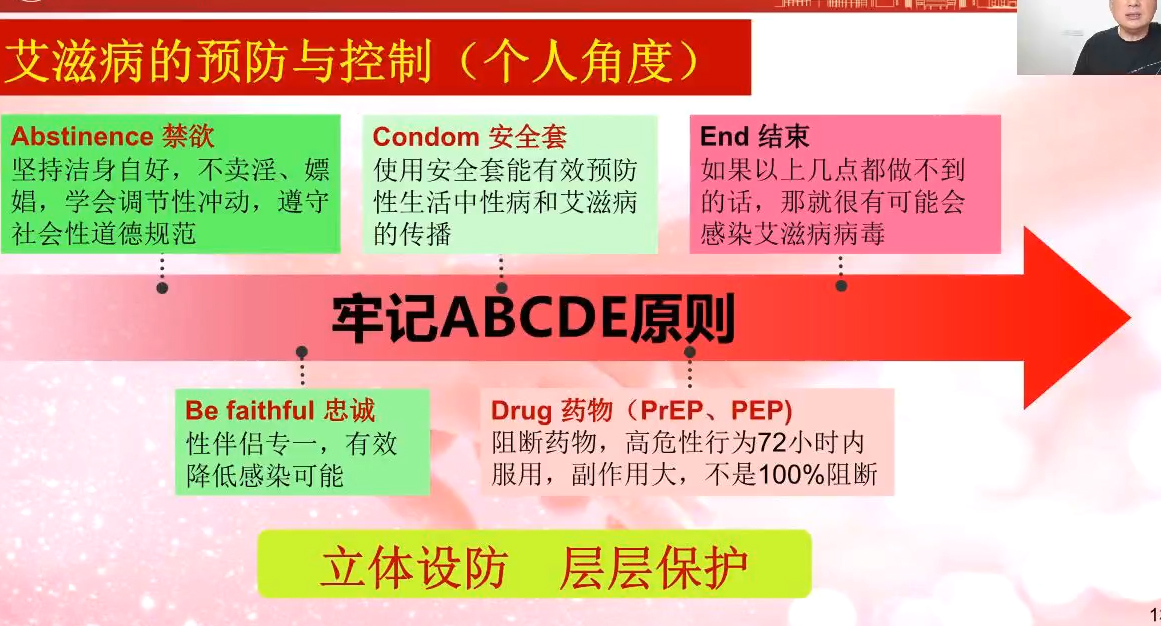 艾滋病的预防与控制（个人角度）
Abstinence 禁欲
坚持洁身自好，不卖淫、嫖
娼，学会调节性冲动，遵守
社会性道德规范
Condom 安全套
使用安全套能有效预防
性生活中性病和艾滋病
的传播
End 结束
如果以上几点都做不到
的话，那就很有可能会
感染艾滋病病毒
牢记ABCDE原则
Be faithful 忠诚
性伴侣专一，有效
降低感染可能
Drug 药物（PrEP、PEP)
阻断药物，高危性行为72小时内
服用，副作用大，不是100%阻断
立体设防 层层保护